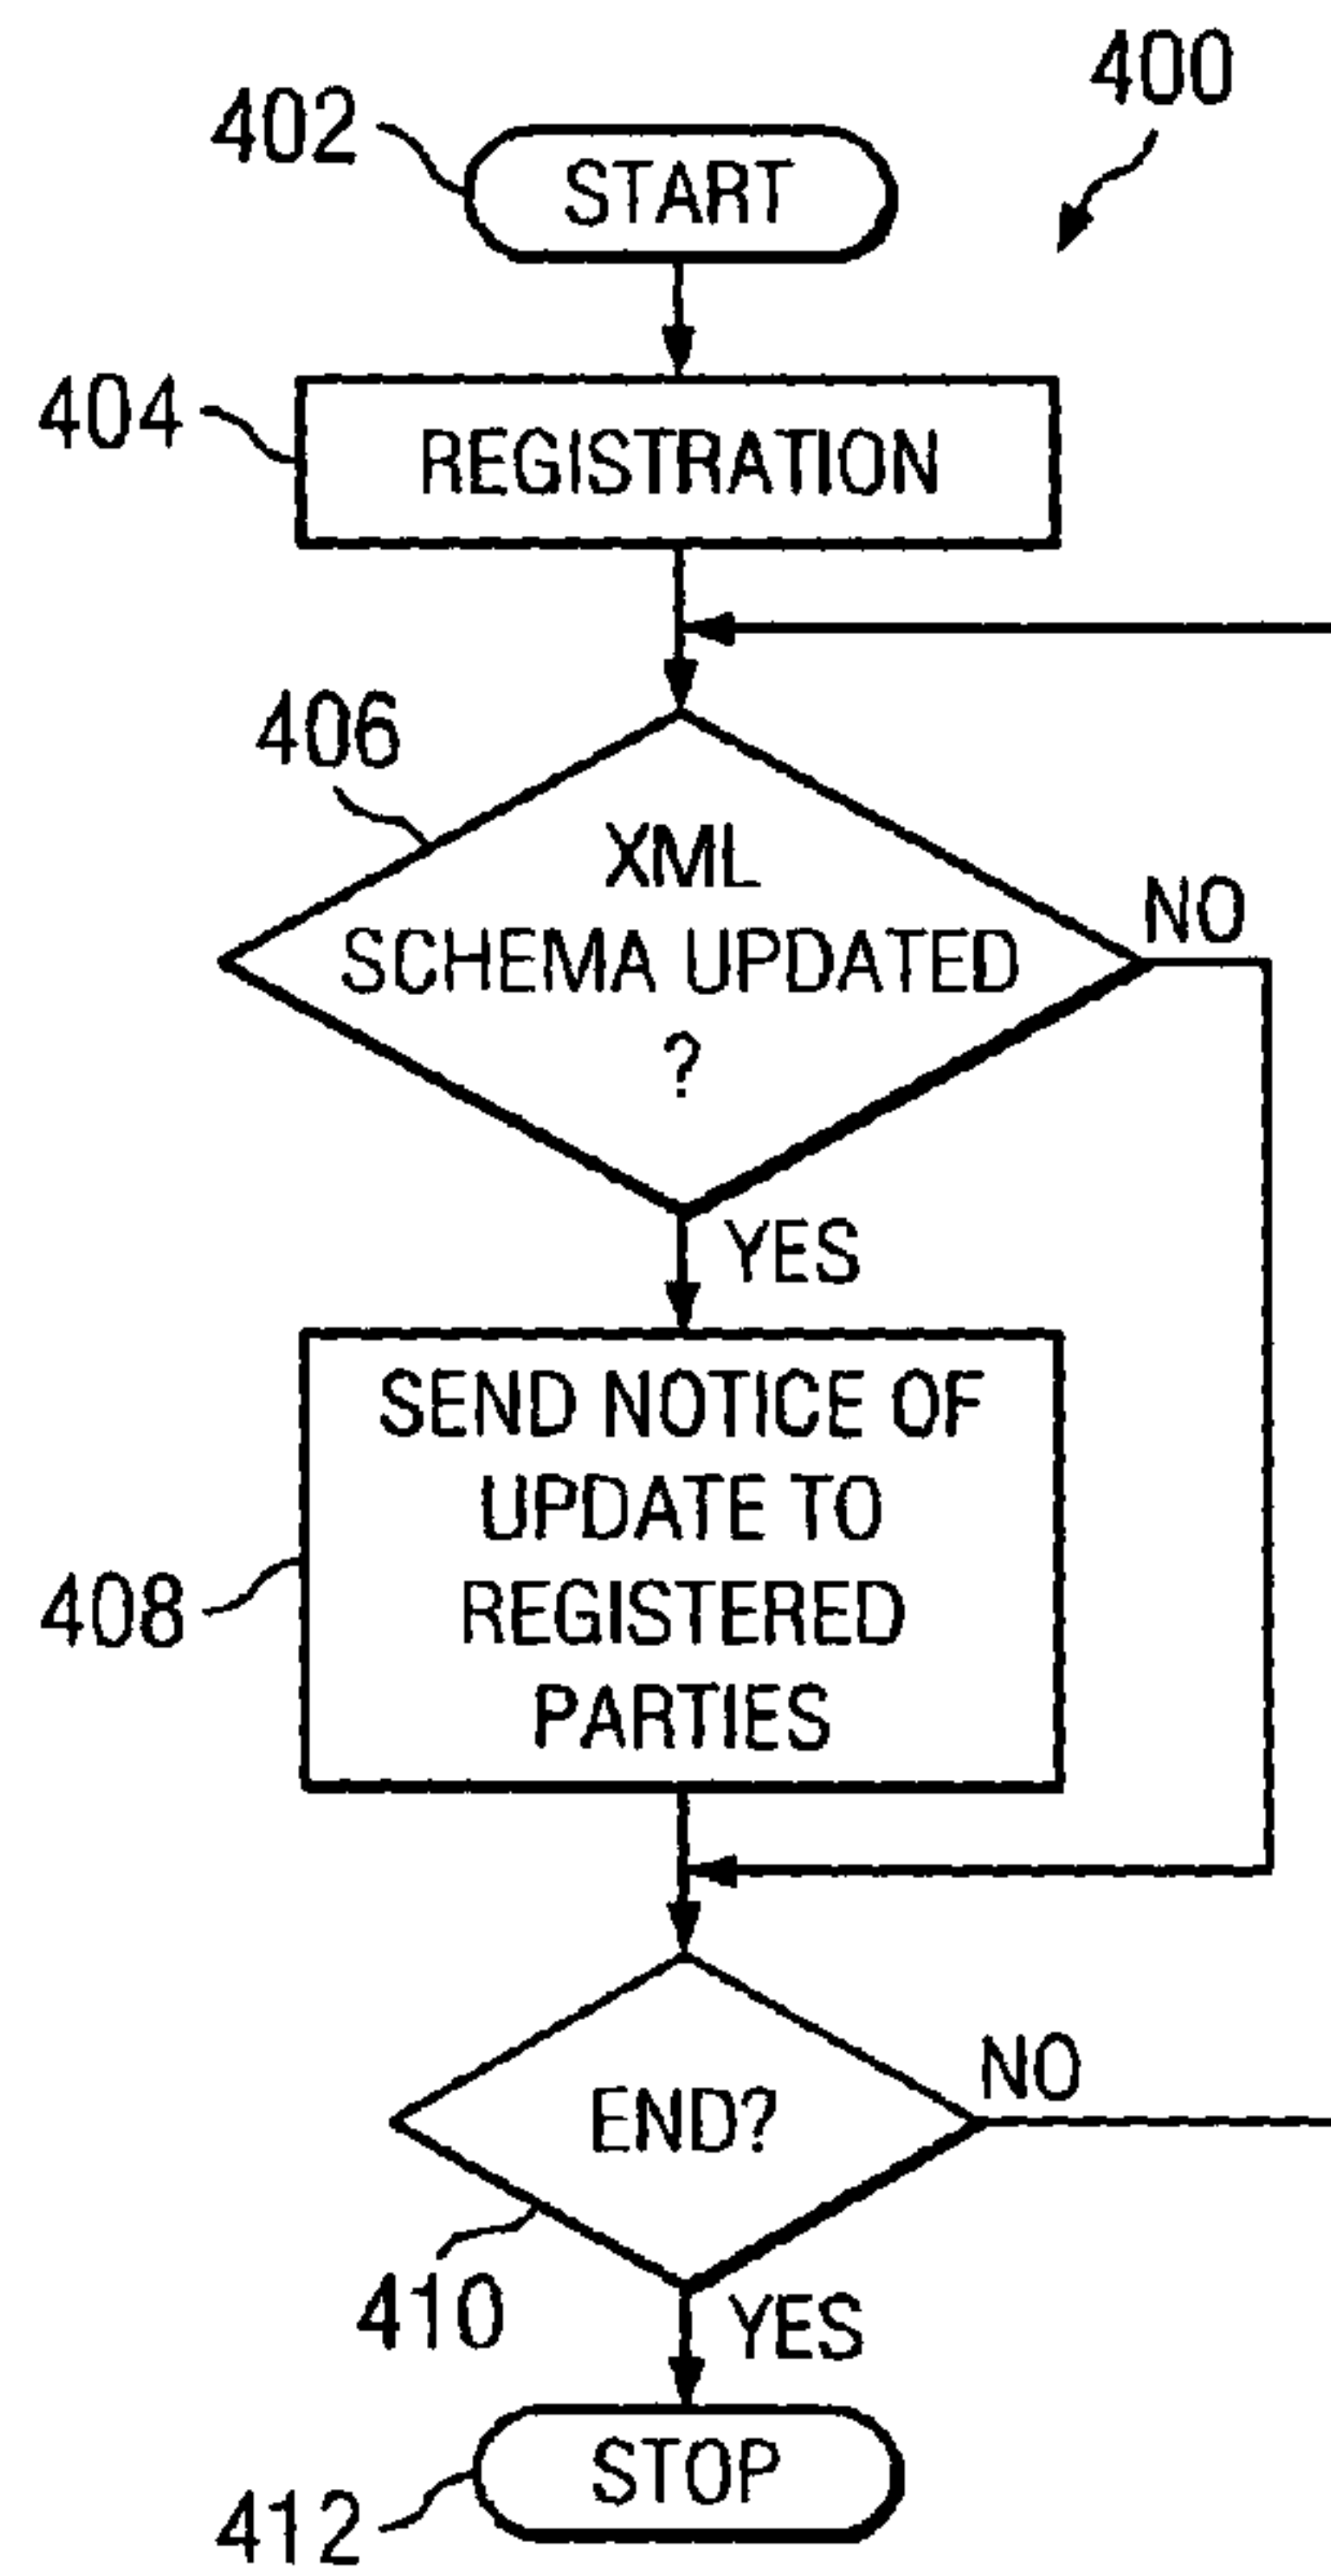 400
402
START
404
REGISTRATION
406
XML
SCHEMA UPDATED
?
NO
YES
408
SEND NOTICE OF
UPDATE TO
REGISTERED
PARTIES
END?
NO
410
YES
STOP
412